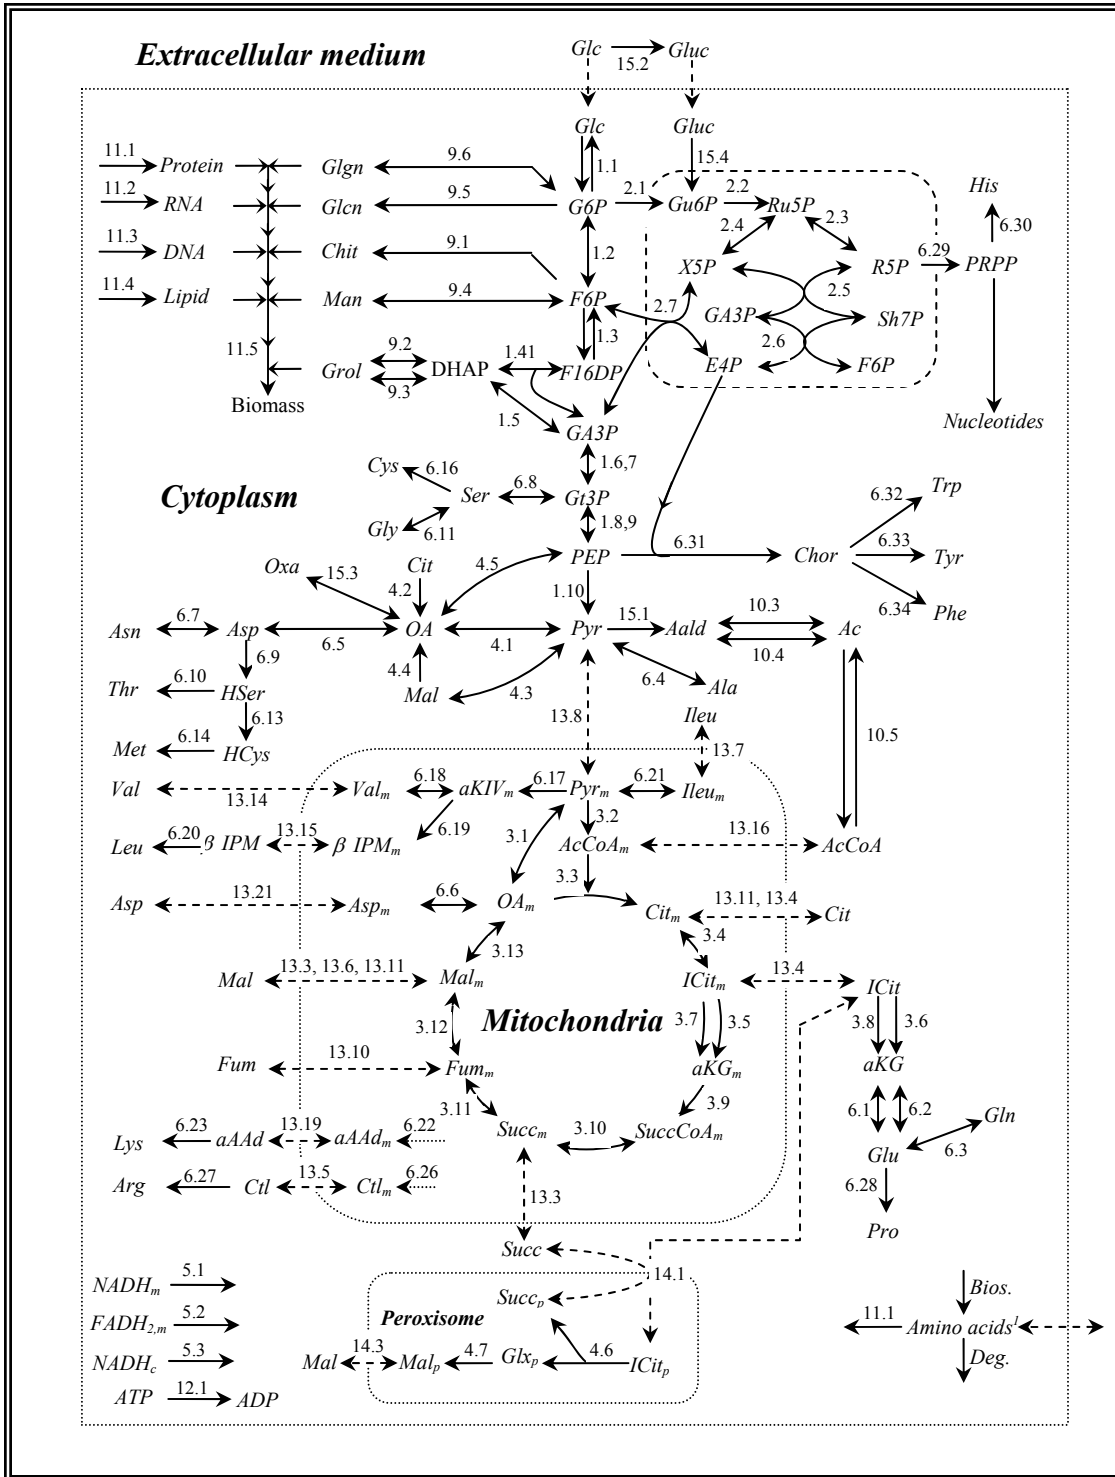 Extracellular medium
Glc 15.2 Gluc
Glc Gluc
1.1 15.4
11.1 Protein Glgn 9.6
11.2 RNA Glcn 9.5 G6P 2.1 Gu6P 2.2 Ru5P His
6.30
2.4 2.3
11.3 DNA Chit 9.1 1.2
X5P R5P 6.29 PRPP
11.4 Lipid Man 9.4 F6P 2.7 GA3P 2.5 Sh7P
1.3 2.6
11.5 Grol 9.2 DHAP 1.41 F16DP E4P F6P
9.3
Biomass
1.5 GA3P Nucleotides
Cytoplasm
1.6,7
Cys 6.16 Ser 6.8 Gt3P
Gly 6.11 1.8,9
PEP 6.31 Chor
6.32 Trp
6.33 Tyr
6.34 Phe
Oxa 15.3 Cit 4.5
4.2 1.10
Asn 6.7 Asp 6.5 OA 4.1 Pyr 15.1 Aald 10.3 Ac
10.4
6.9 4.4
Thr 6.10 HSer Mal 4.3 6.4 Ala
6.13 13.8 Ileu 10.5
Met 6.14 HCys 13.7
Val 13.14 Valm 6.18 aKIVm 6.17 Pyrm 6.21 Ileum
6.19 3.2
Leu 6.20 β IPM 13.15 β IPMm 3.1 AcCoAm 13.16 AcCoA
3.3
Asp 13.21 Aspm 6.6 OAm Citm 13.11, 13.4 Cit
3.13 3.4
Mal 13.3, 13.6, 13.11 Malm ICitm 13.4 ICit
Mitochondria
3.12 3.7 3.5 3.8 3.6
Fum 13.10 Fumm aKGm aKG
3.11 3.9 6.1 6.2
Lys 6.23 aAAd 13.19 aAAdm 6.22 Succm 3.10 SuccCoAm Glu 6.3 Gln
Arg 6.27 Ctl 13.5 Ctlm 6.26 13.3 6.28
Pro
Succ
14.1
NADHm 5.1 Succp
Bios.
FADH2,m 5.2 Peroxisome 11.1 Amino acids1
NADHc 5.3 Mal 14.3 Malp 4.7 Glxp 4.6 ICitp Deg.
ATP 12.1 ADP